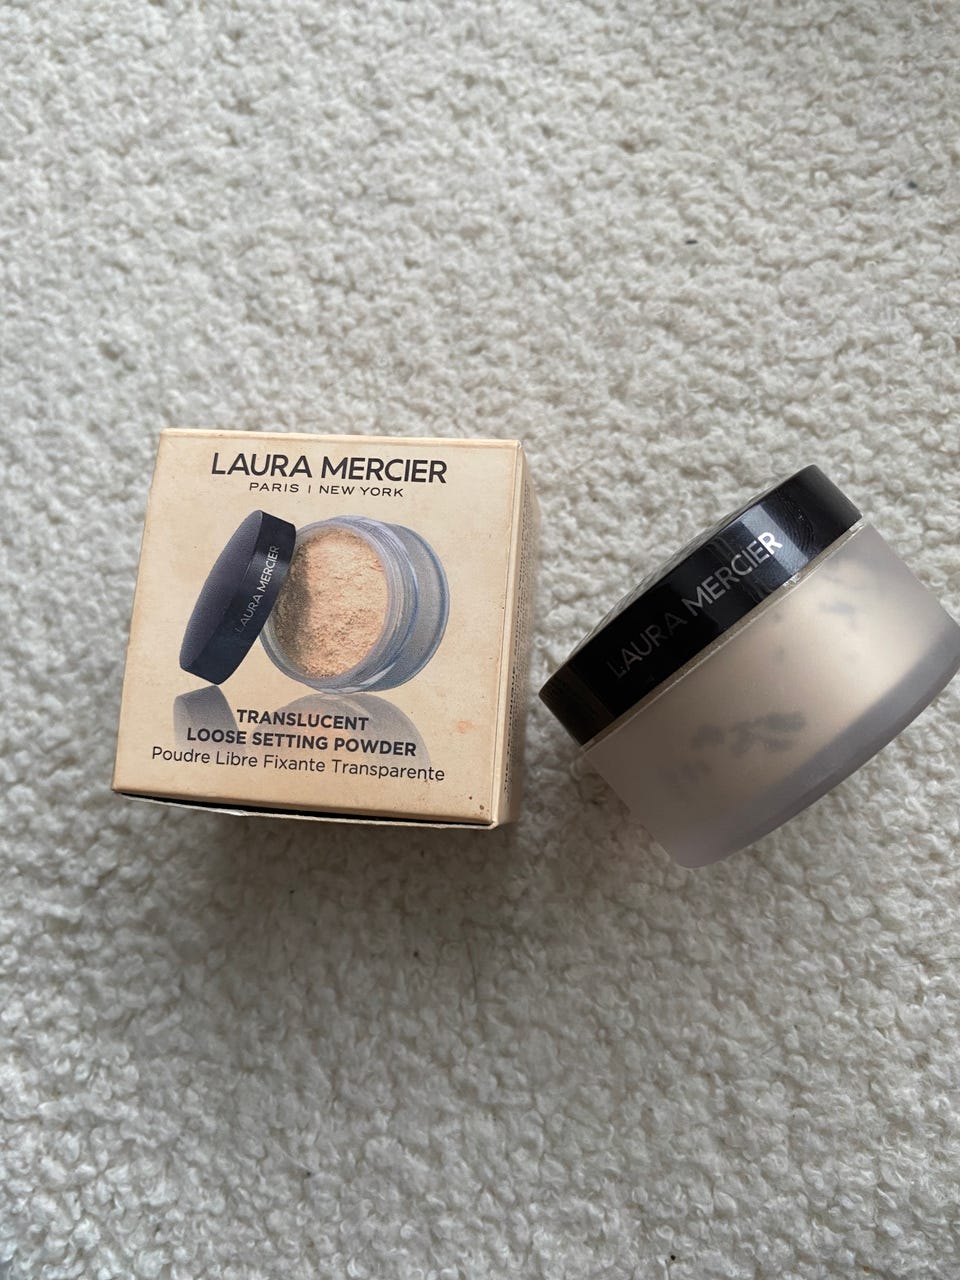 LAURA MERCIER
PARIS | NEW YORK
LAURA MERCIER
TRANSLUCENT
LOOSE SETTING POWDER
Poudre Libre Fixante Transparente
LAURA MERCIER